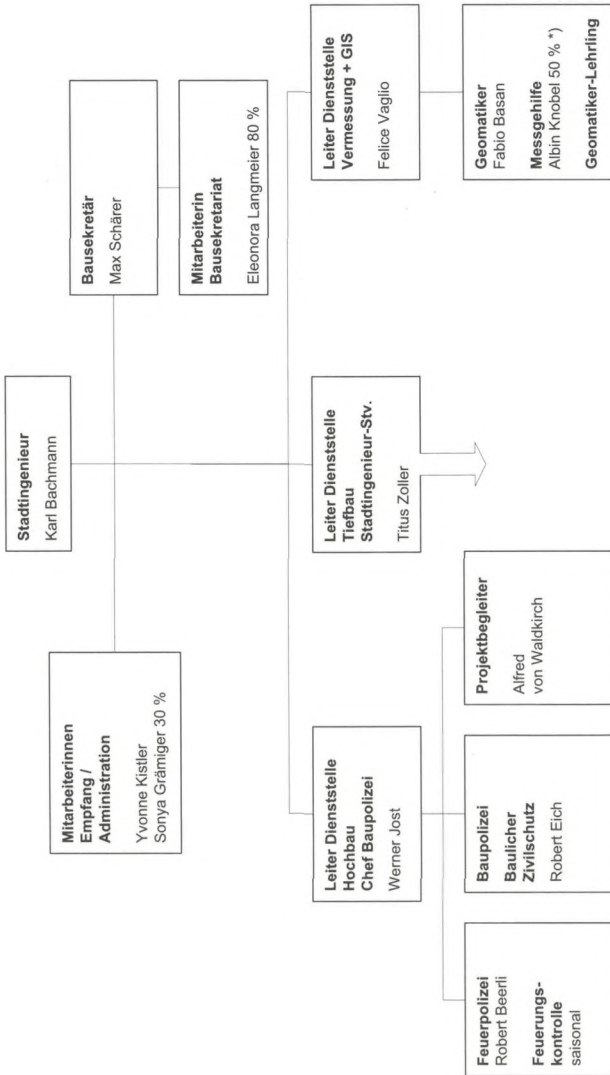 Stadtingenieur
Karl Bachmann
Mitarbeiterinnen
Empfang /
Administration
Yvonne Kistler
Sonya Grämiger 30 %
Bausekretär
Max Schärer
Mitarbeiterin
Bausekretariat
Eleonora Langmeier 80 %
Leiter Dienststelle
Hochbau
Chef Baupolizei
Werner Jost
Leiter Dienststelle
Tiefbau
Stadtingenieur-Stv.
Titus Zoller
Leiter Dienststelle
Vermessung + GIS
Felice Vaglio
Feuerpolizei
Robert Beerli
Feuerungs-
kontrolle
saisonal
Baupolizei
Baulicher
Zivilschutz
Robert Eich
Projektbegleiter
Alfred
von Waldkirch
Geomatiker
Fabio Basan
Messgehilfe
Albin Knobel 50 % *)
Geomatiker-Lehrling